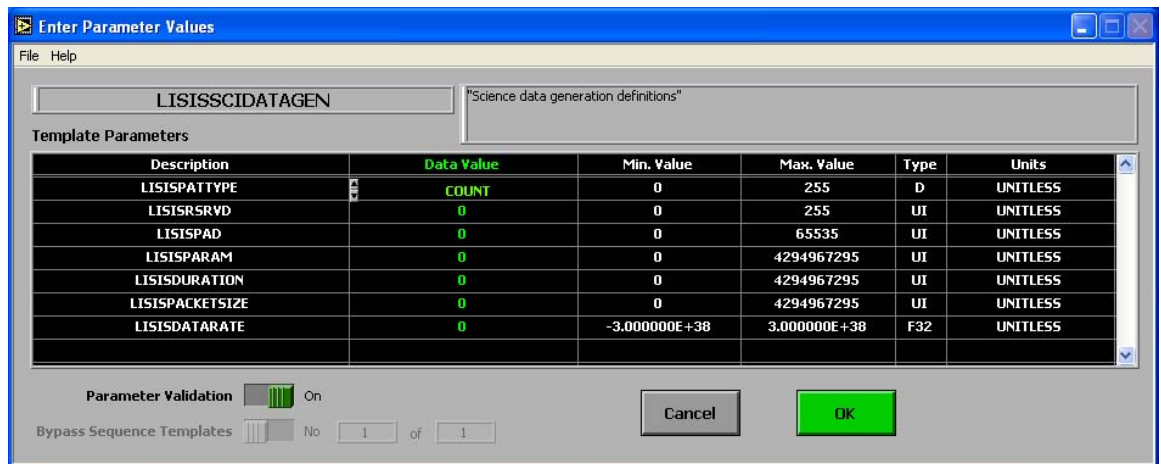 Enter Parameter Values
File Help
LISISSCIDATAGEN
"Science data generation definitions"
Template Parameters
Description Data Value Min. Value Max. Value Type Units
LISISPATTYPE COUNT 0 255 D UNITLESS
LISISRSRVD 0 0 255 UI UNITLESS
LISISPAD 0 0 65535 UI UNITLESS
LISISPARAM 0 0 4294967295 UI UNITLESS
LISISDURATION 0 0 4294967295 UI UNITLESS
LISISPACKETSIZE 0 0 4294967295 UI UNITLESS
LISISDATARATE 0 -3.000000E+38 3.000000E+38 F32 UNITLESS
Parameter Validation On
Cancel OK
Bypass Sequence Templates No 1 of 1